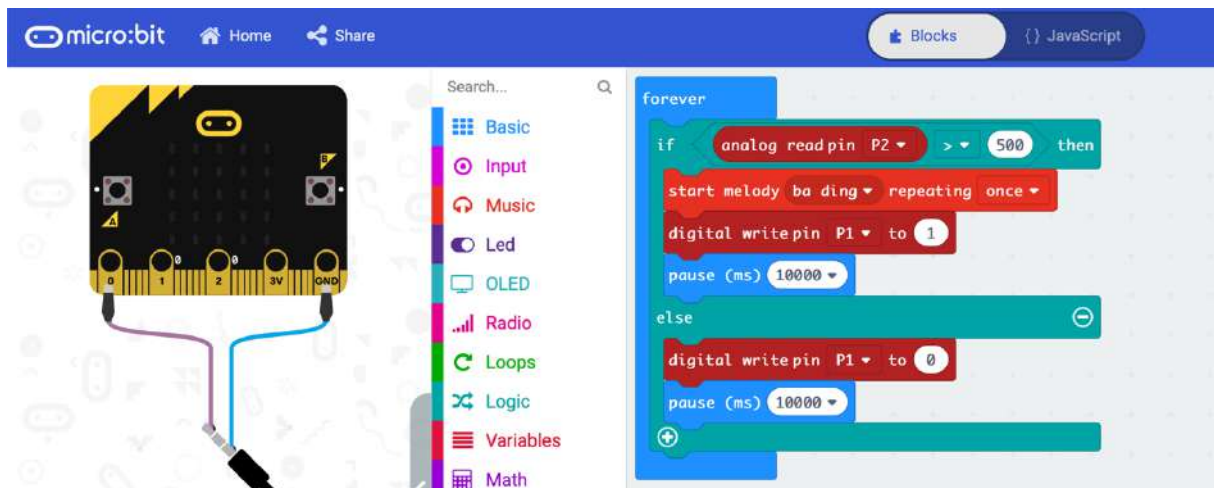 micro:bit Home Share Blocks {} JavaScript
Search...
Basic
Input
Music
Led
OLED
Radio
Loops
Logic
Variables
Math
A
B
0 0
0 1 2 3V GND
forever
if analog read pin P2 > 500 then
start melody ba ding repeating once
digital write pin P1 to 1
pause (ms) 10000
else
digital write pin P1 to 0
pause (ms) 10000